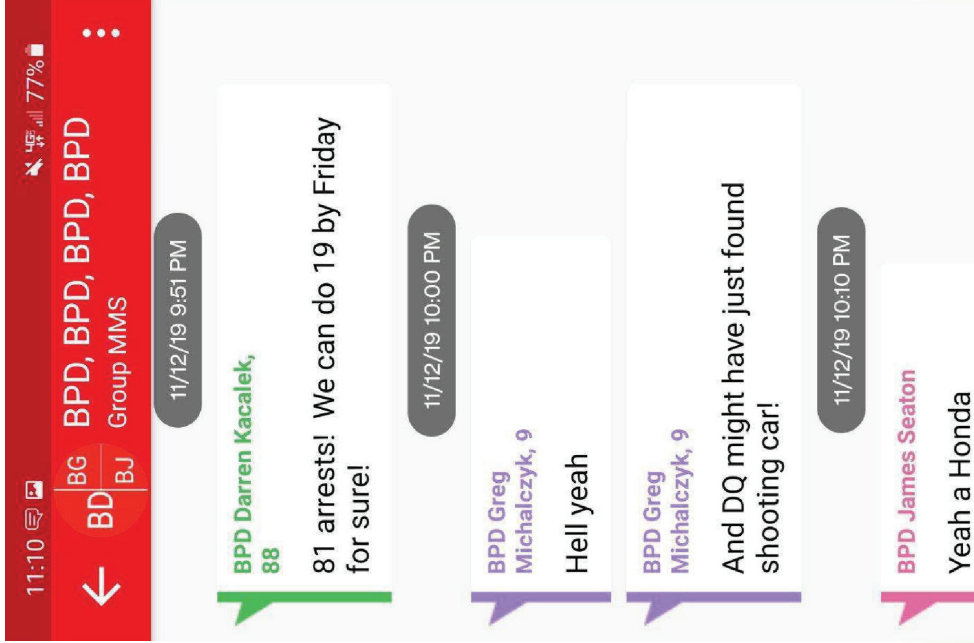 11:10 4G 77%
BD BG BJ
BPD, BPD, BPD, BPD, BPD
Group MMS
11/12/19 9:51 PM
BPD Darren Kacalek,
88
81 arrests! We can do 19 by Friday
for sure!
11/12/19 10:00 PM
BPD Greg
Michalczyk, 9
Hell yeah
BPD Greg
Michalczyk, 9
And DQ might have just found
shooting car!
11/12/19 10:10 PM
BPD James Seaton
Yeah a Honda